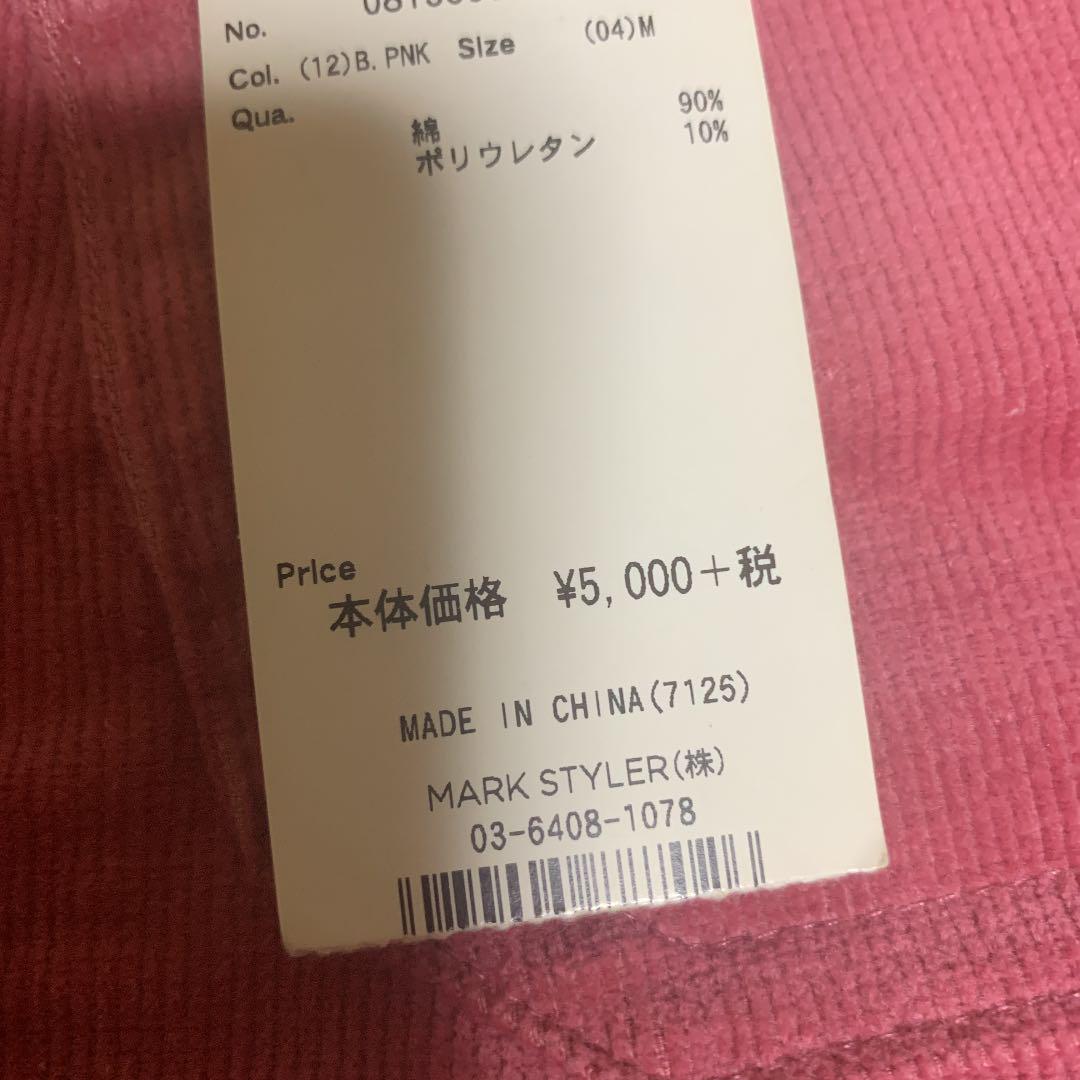 No.
Col. (12)B.PNK Size (04)M
Qua.
綿 90%
ポリウレタン 10%
Price
本体価格 ¥5,000+税
MADE IN CHINA(7125)
MARK STYLER(株)
03-6408-1078